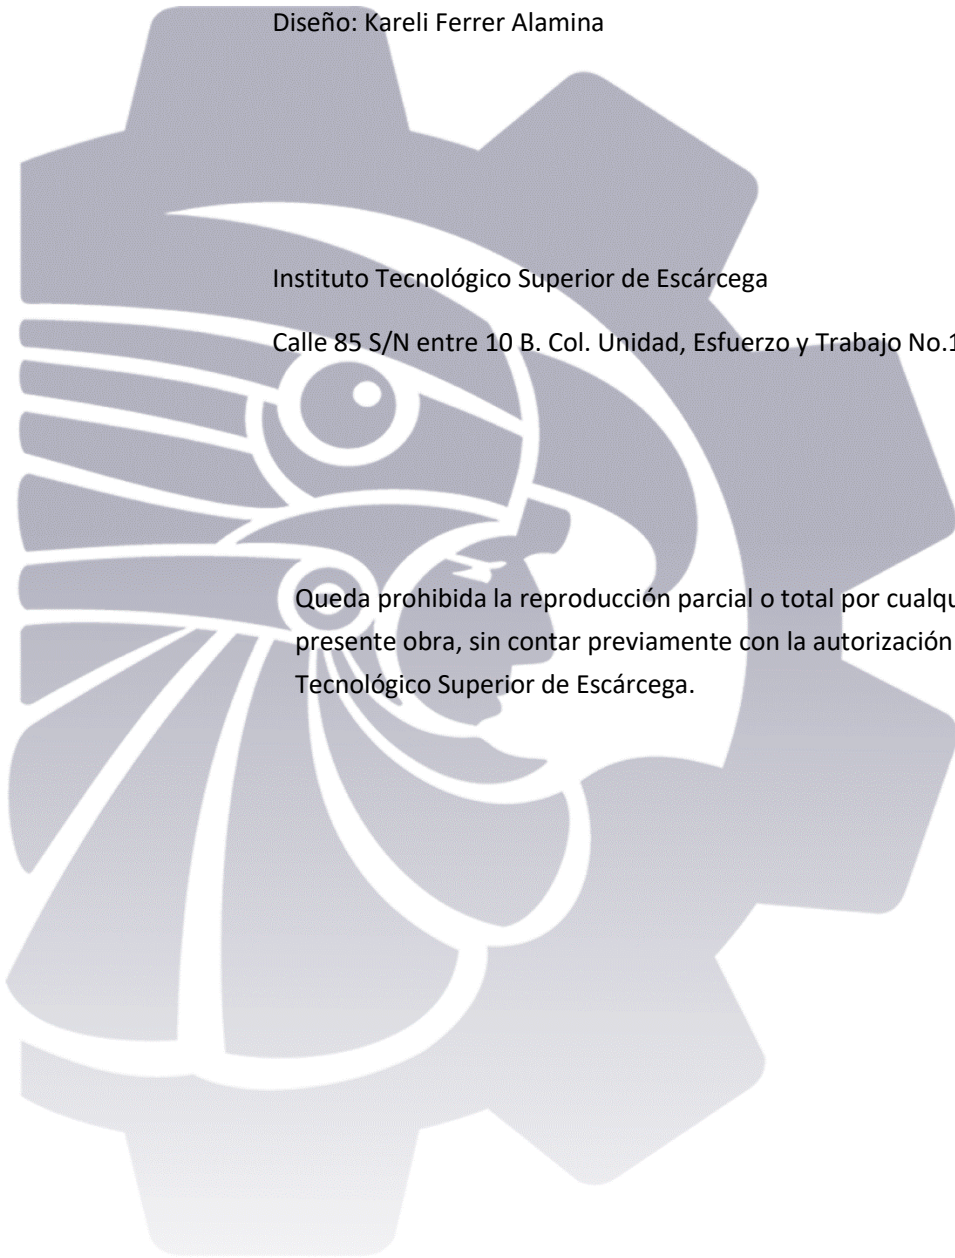 Diseño: Kareli Ferrer Alamina
Instituto Tecnológico Superior de Escárcega
Calle 85 S/N entre 10 B. Col. Unidad, Esfuerzo y Trabajo No.1
Queda prohibida la reproducción parcial o total por
presente obra, sin contar previamente con la autorización
Tecnológico Superior de Escárcega.